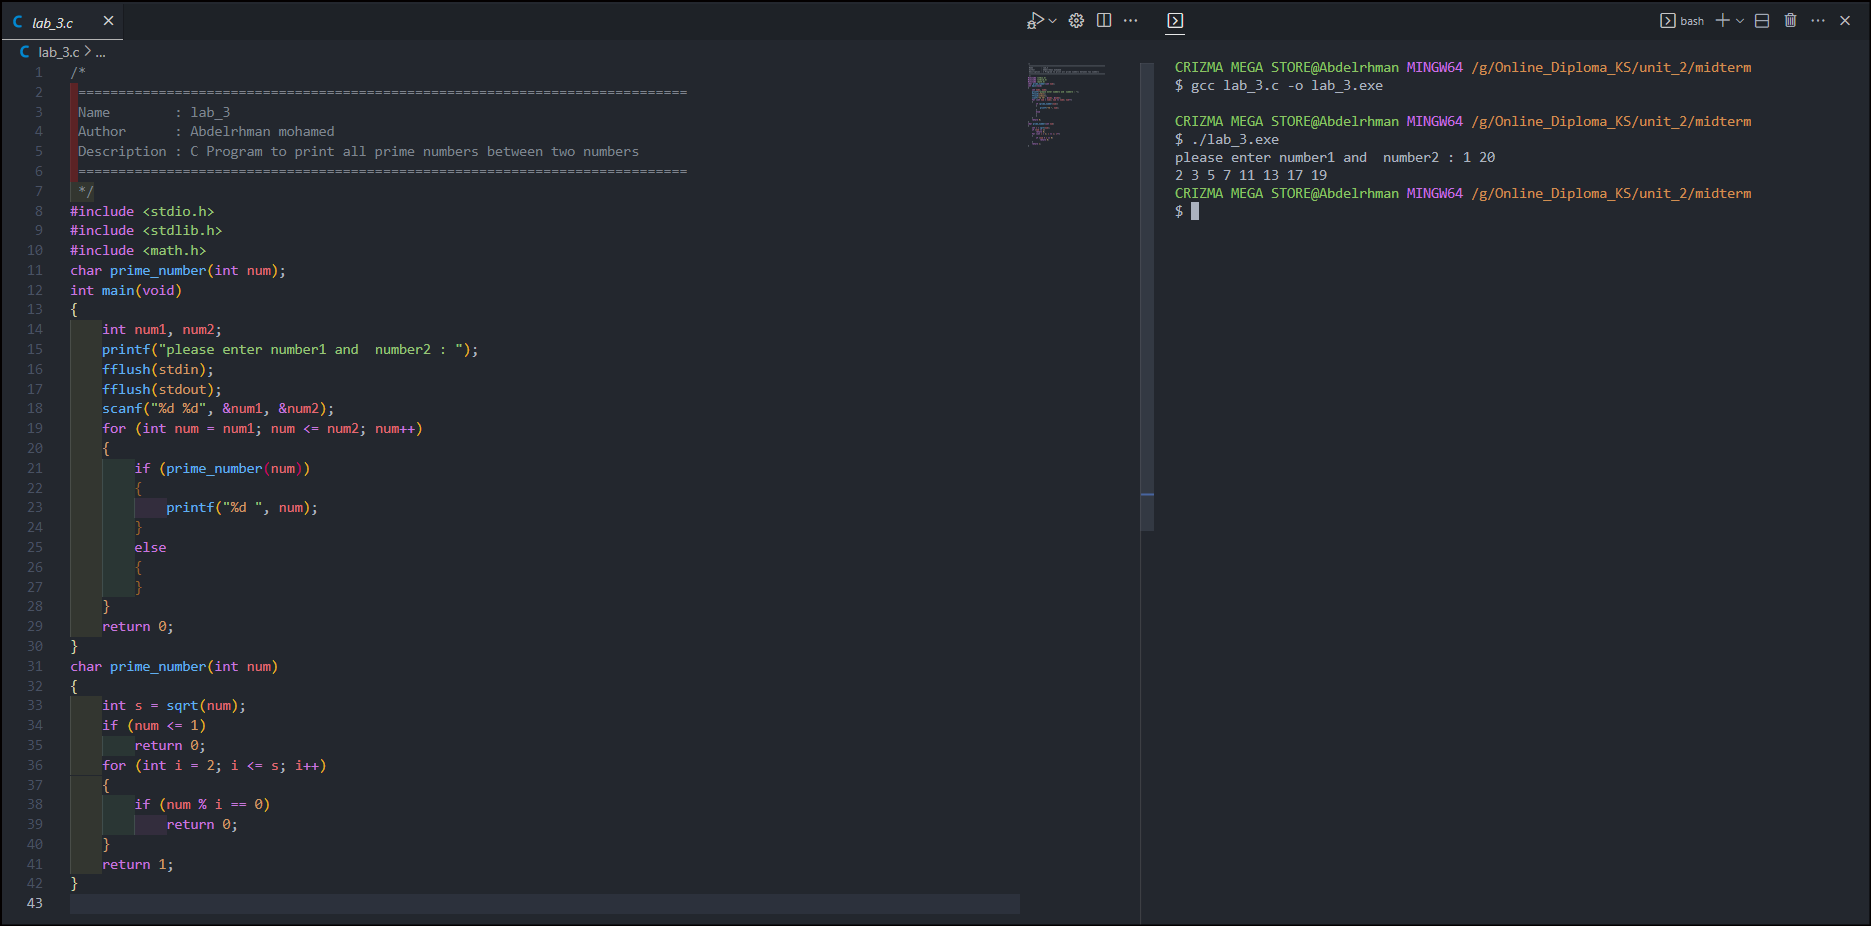 lab_3.c
bash
lab_3.c > ...
1 /*
2 ============================================================================
3 Name        : lab_3
4 Author      : Abdelrhman mohamed
5 Description : C Program to print all prime numbers between two numbers
6 ============================================================================
7 */
8 #include <stdio.h>
9 #include <stdlib.h>
10 #include <math.h>
11 char prime_number(int num);
12 int main(void)
13 {
14     int num1, num2;
15     printf("please enter number1 and  number2 : ");
16     fflush(stdin);
17     fflush(stdout);
18     scanf("%d %d", &num1, &num2);
19     for (int num = num1; num <= num2; num++)
20     {
21         if (prime_number(num))
22         {
23             printf("%d ", num);
24         }
25         else
26         {
27         }
28     }
29     return 0;
30 }
31 char prime_number(int num)
32 {
33     int s = sqrt(num);
34     if (num <= 1)
35         return 0;
36     for (int i = 2; i <= s; i++)
37     {
38         if (num % i == 0)
39             return 0;
40     }
41     return 1;
42 }
43
CRIZMA MEGA STORE@Abdelrhman MINGW64 /g/Online_Diploma_KS/unit_2/midterm
$ gcc lab_3.c -o lab_3.exe
CRIZMA MEGA STORE@Abdelrhman MINGW64 /g/Online_Diploma_KS/unit_2/midterm
$ ./lab_3.exe
please enter number1 and  number2 : 1 20
2 3 5 7 11 13 17 19
CRIZMA MEGA STORE@Abdelrhman MINGW64 /g/Online_Diploma_KS/unit_2/midterm
$